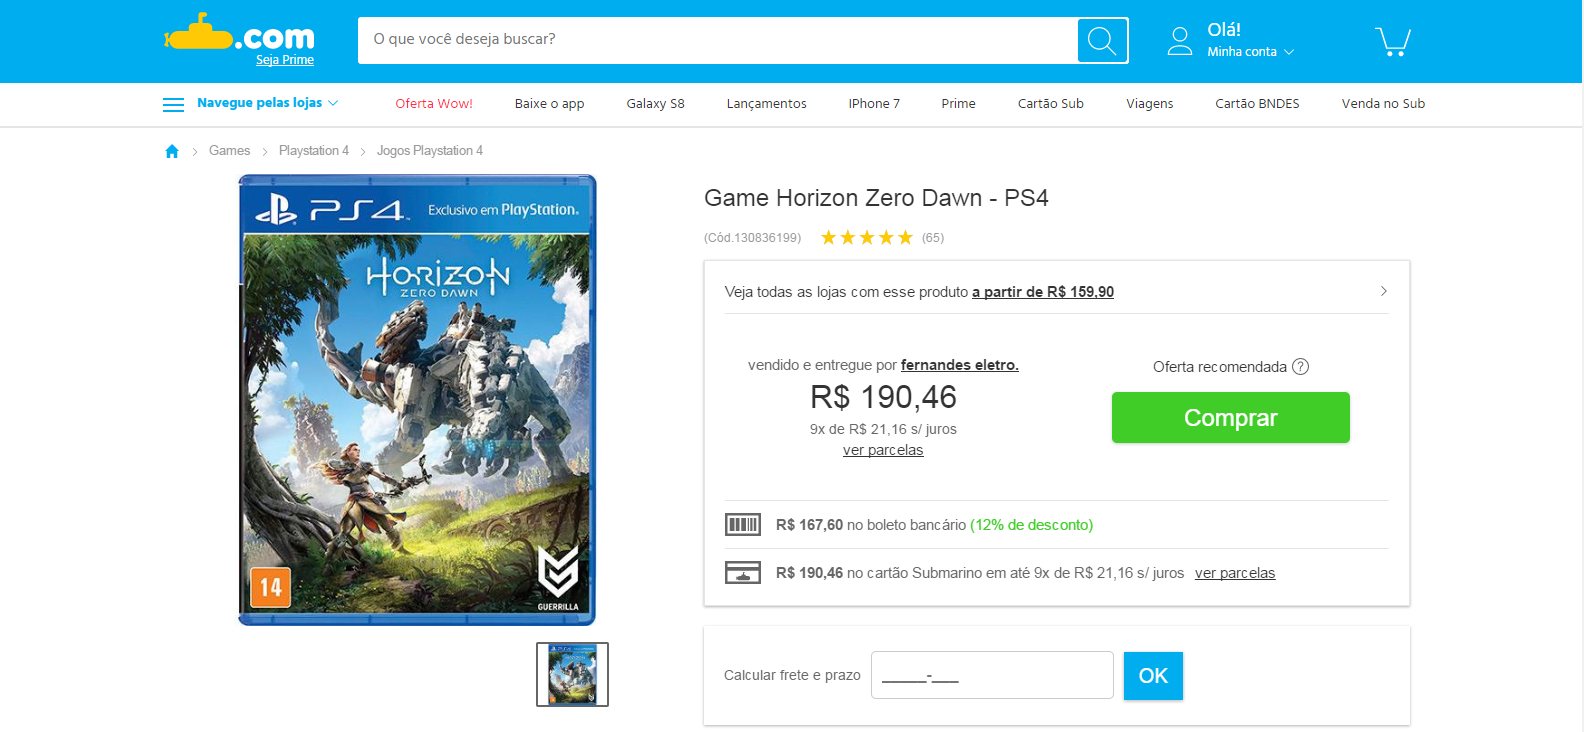 .com
Seja Prime
O que você deseja buscar?
Olá!
Minha conta
Navegue pelas lojas
Oferta Wow!
Baixe o app
Galaxy S8
Lançamentos
IPhone 7
Prime
Cartão Sub
Viagens
Cartão BNDES
Venda no Sub
Games
Playstation 4
Jogos Playstation 4
PS4
Exclusivo em PlayStation.
HORIZON
ZERO DAWN
14
GUERRILLA
Game Horizon Zero Dawn - PS4
(Cód.130836199)
(65)
Veja todas as lojas com esse produto a partir de R$ 159,90
vendido e entregue por fernandes eletro.
R$ 190,46
9x de R$ 21,16 s/ juros
ver parcelas
Oferta recomendada ?
Comprar
R$ 167,60 no boleto bancário (12% de desconto)
R$ 190,46 no cartão Submarino em até 9x de R$ 21,16 s/ juros ver parcelas
Calcular frete e prazo
_____-___
OK